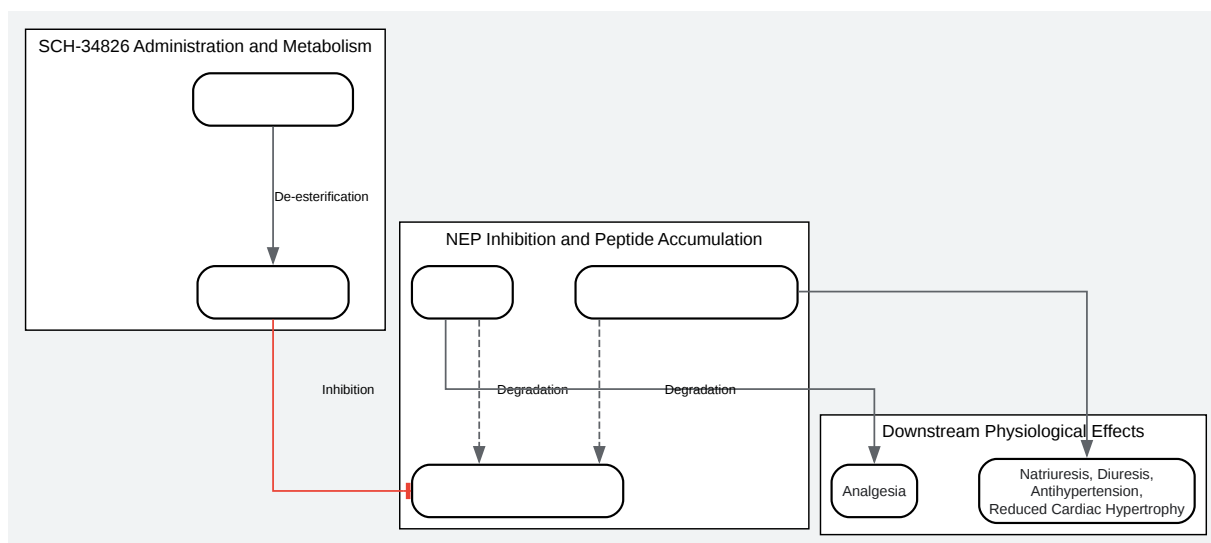 SCH-34826 Administration and Metabolism
De-esterification
NEP Inhibition and Peptide Accumulation
Inhibition
Degradation
Degradation
Downstream Physiological Effects
Analgesia
Natriuresis, Diuresis,
Antihypertension,
Reduced Cardiac Hypertrophy